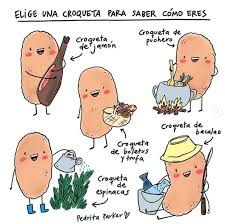 ELIGE UNA CROQUETA PARA SABER CÓMO ERES
Croqueta
de jamón
Croqueta de
puchero
Croqueta
de boletus
y trufa
Croqueta de
bacalao
Croqueta
de
espinacas
Pedrita Parker